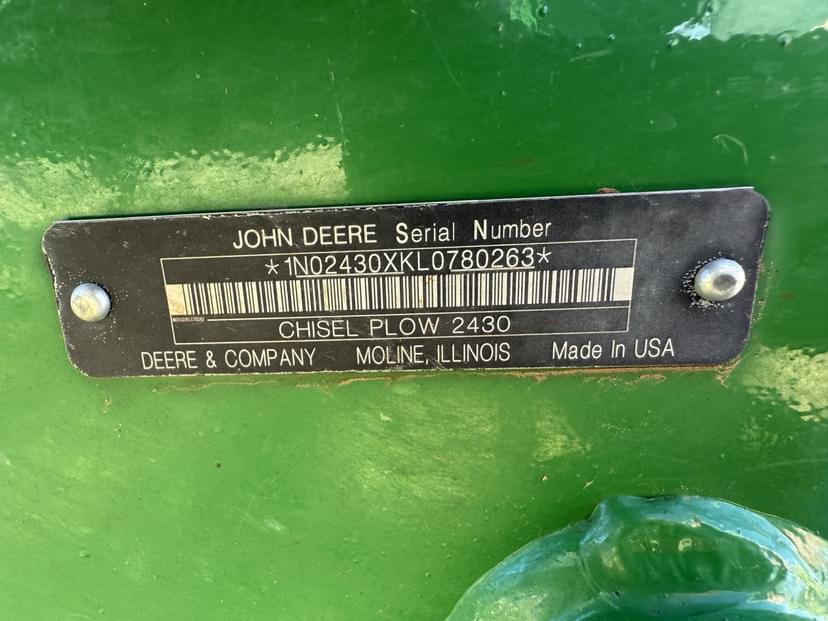 JOHN DEERE Serial Number
*1N02430XKL0780263*
CHISEL PLOW 2430
DEERE & COMPANY MOLINE, ILLINOIS Made In USA